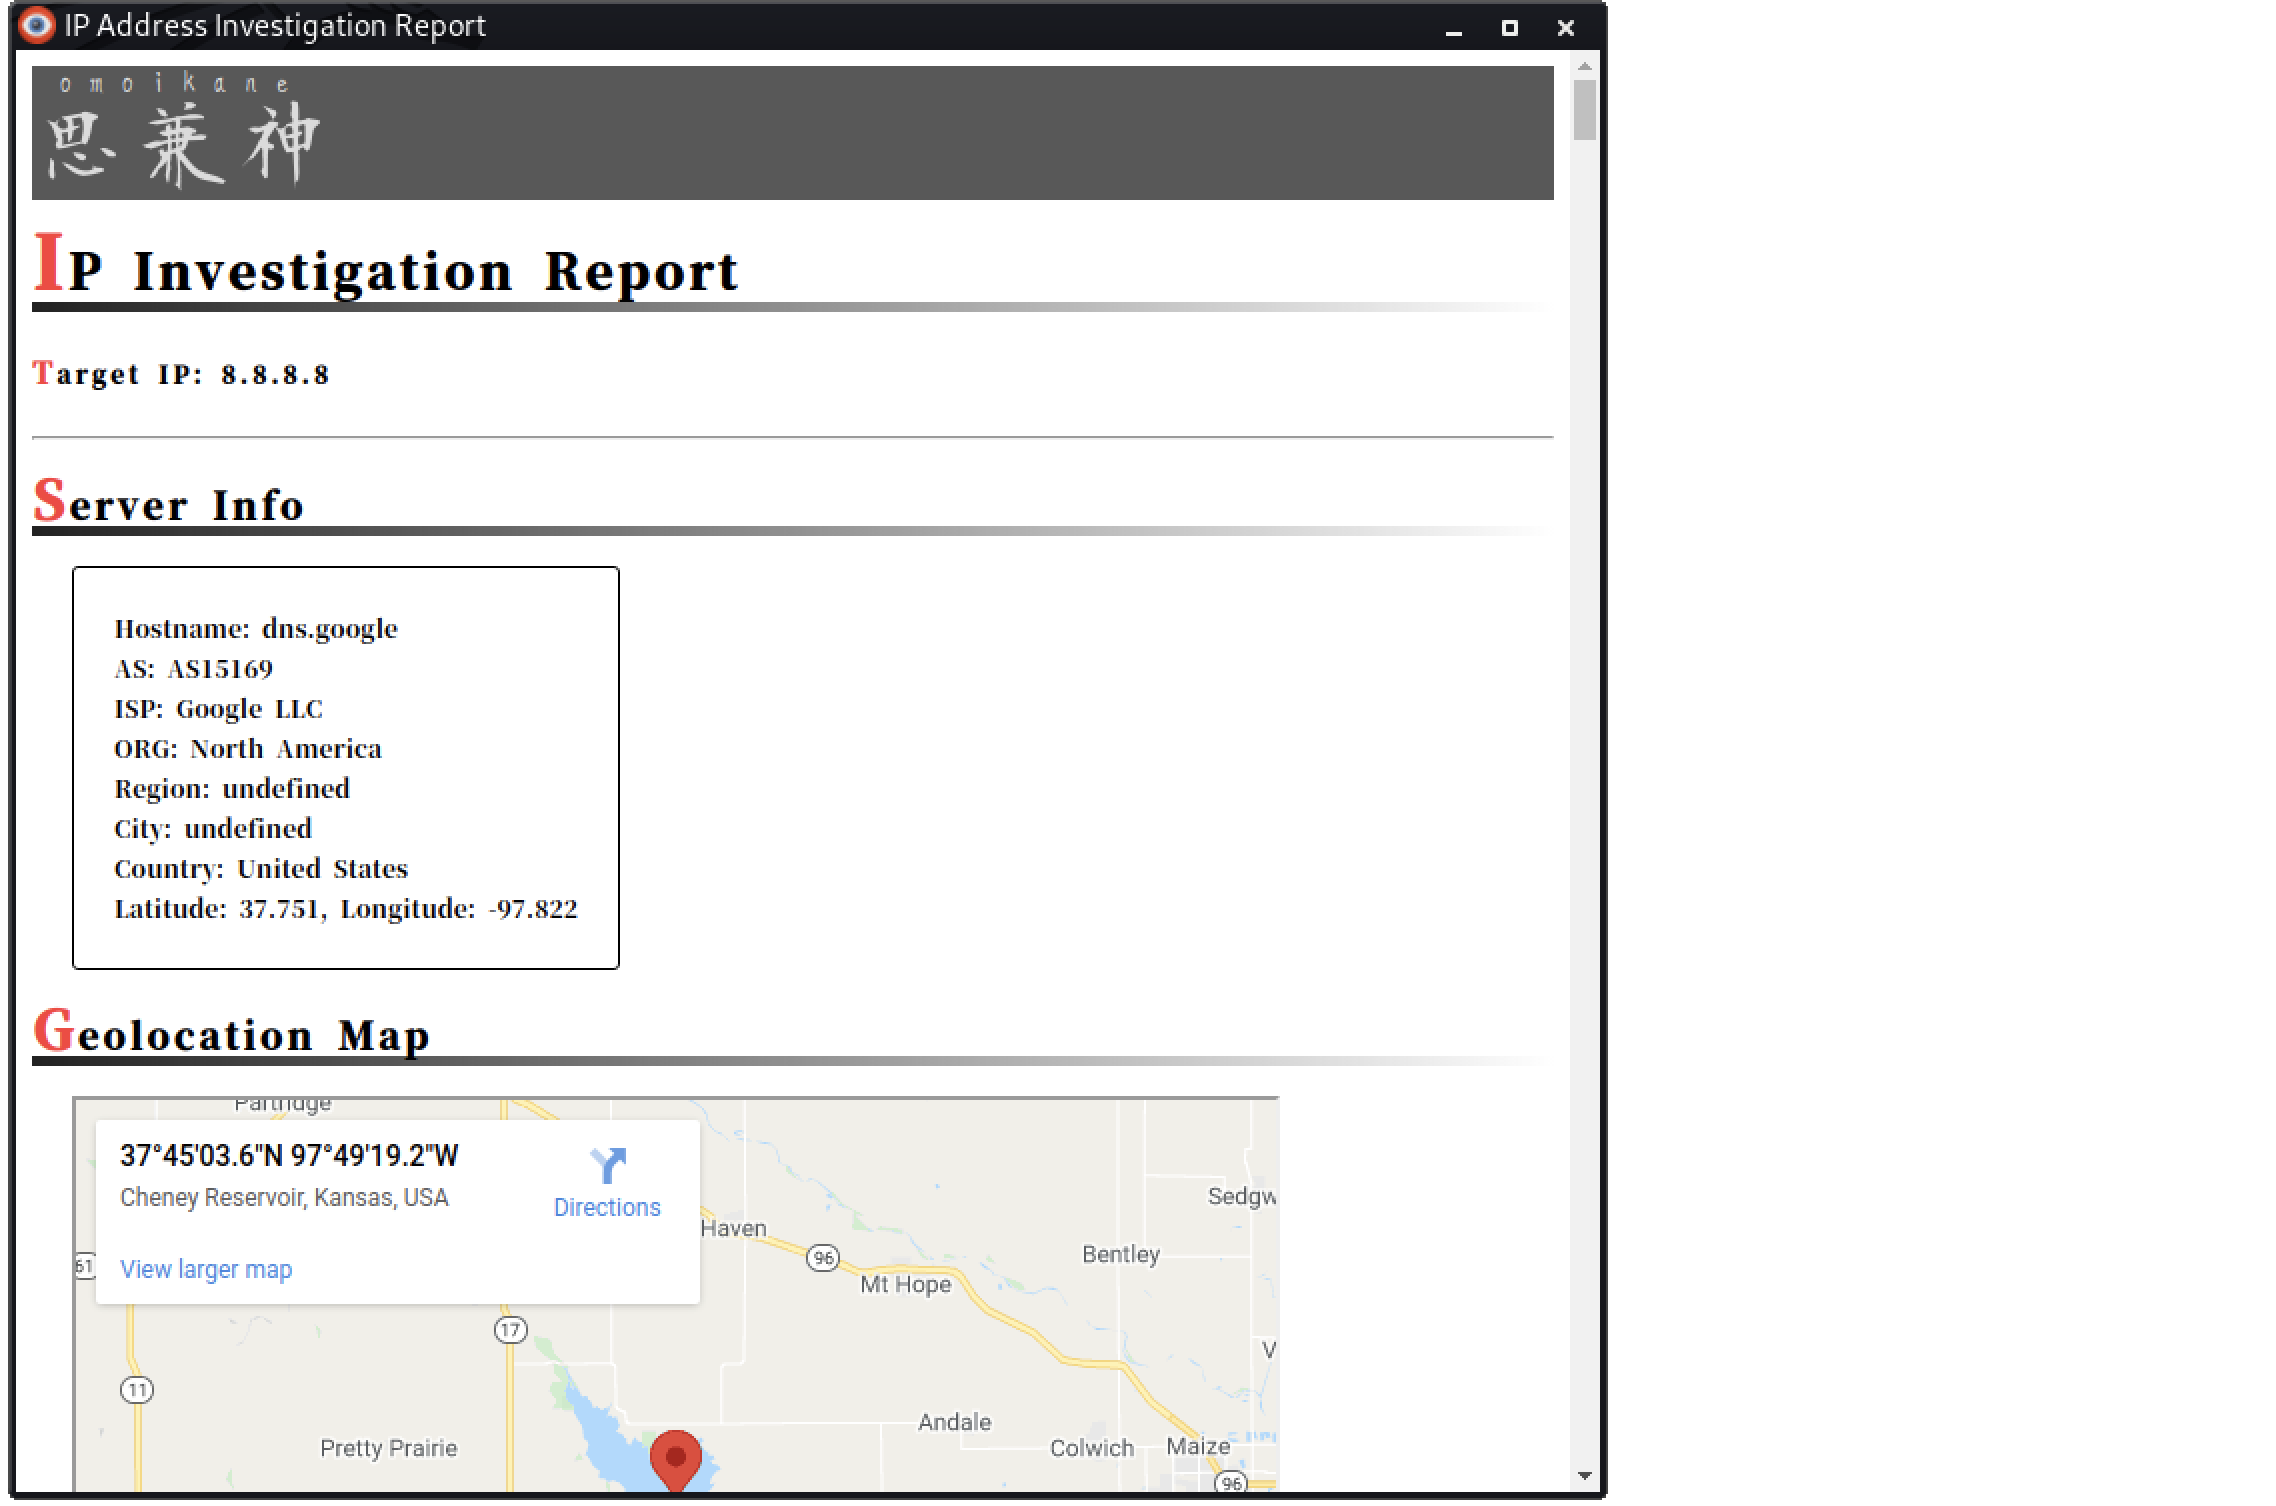 IP Address Investigation Report
omoikane
思兼神
IP Investigation Report
Target IP: 8.8.8.8
Server Info
Hostname: dns.google
AS: AS15169
ISP: Google LLC
ORG: North America
Region: undefined
City: undefined
Country: United States
Latitude: 37.751, Longitude: -97.822
Geolocation Map
Partridge
37°45'03.6"N 97°49'19.2"W
Cheney Reservoir, Kansas, USA
Directions
View larger map
Sedgw
Haven
96
Bentley
61
Mt Hope
17
V
11
Andale
Pretty Prairie
Colwich
Maize
96